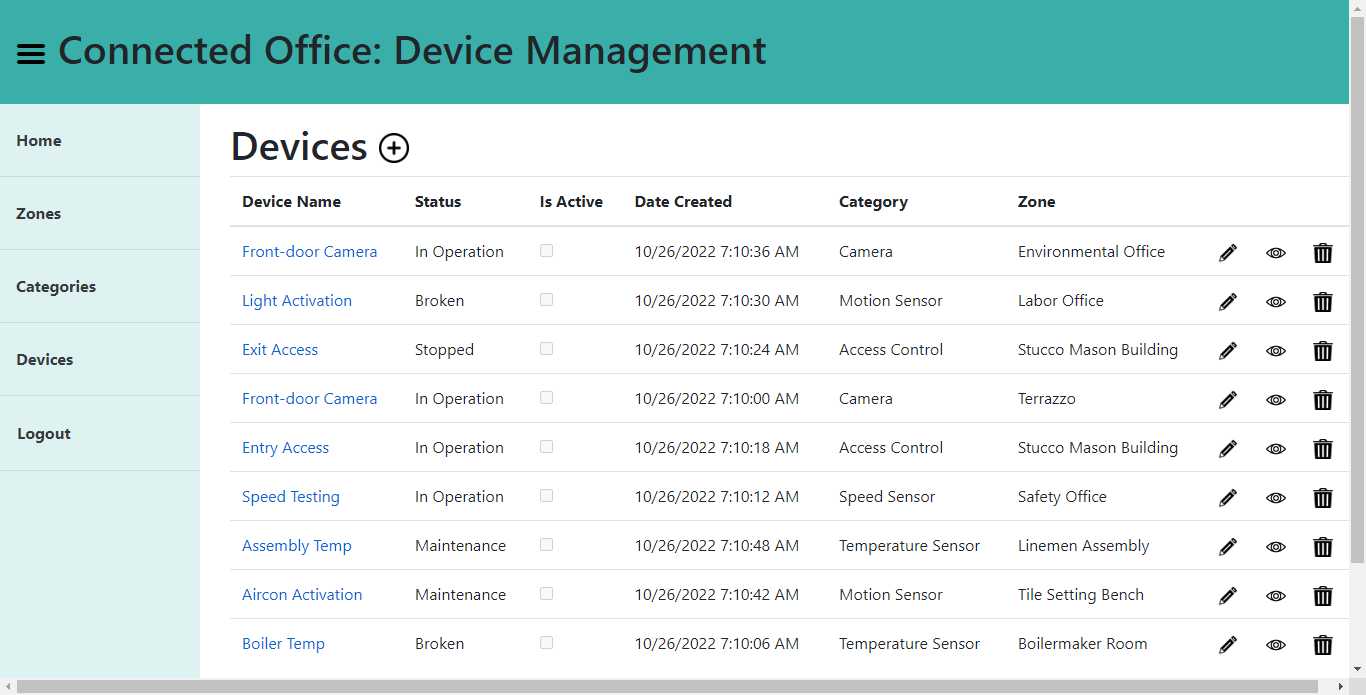 Connected Office: Device Management
Home
Zones
Categories
Devices
Logout
Devices
Device Name Status Is Active Date Created Category Zone
Front-door Camera In Operation 10/26/2022 7:10:36 AM Camera Environmental Office
Light Activation Broken 10/26/2022 7:10:30 AM Motion Sensor Labor Office
Exit Access Stopped 10/26/2022 7:10:24 AM Access Control Stucco Mason Building
Front-door Camera In Operation 10/26/2022 7:10:00 AM Camera Terrazzo
Entry Access In Operation 10/26/2022 7:10:18 AM Access Control Stucco Mason Building
Speed Testing In Operation 10/26/2022 7:10:12 AM Speed Sensor Safety Office
Assembly Temp Maintenance 10/26/2022 7:10:48 AM Temperature Sensor Linemen Assembly
Aircon Activation Maintenance 10/26/2022 7:10:42 AM Motion Sensor Tile Setting Bench
Boiler Temp Broken 10/26/2022 7:10:06 AM Temperature Sensor Boilermaker Room